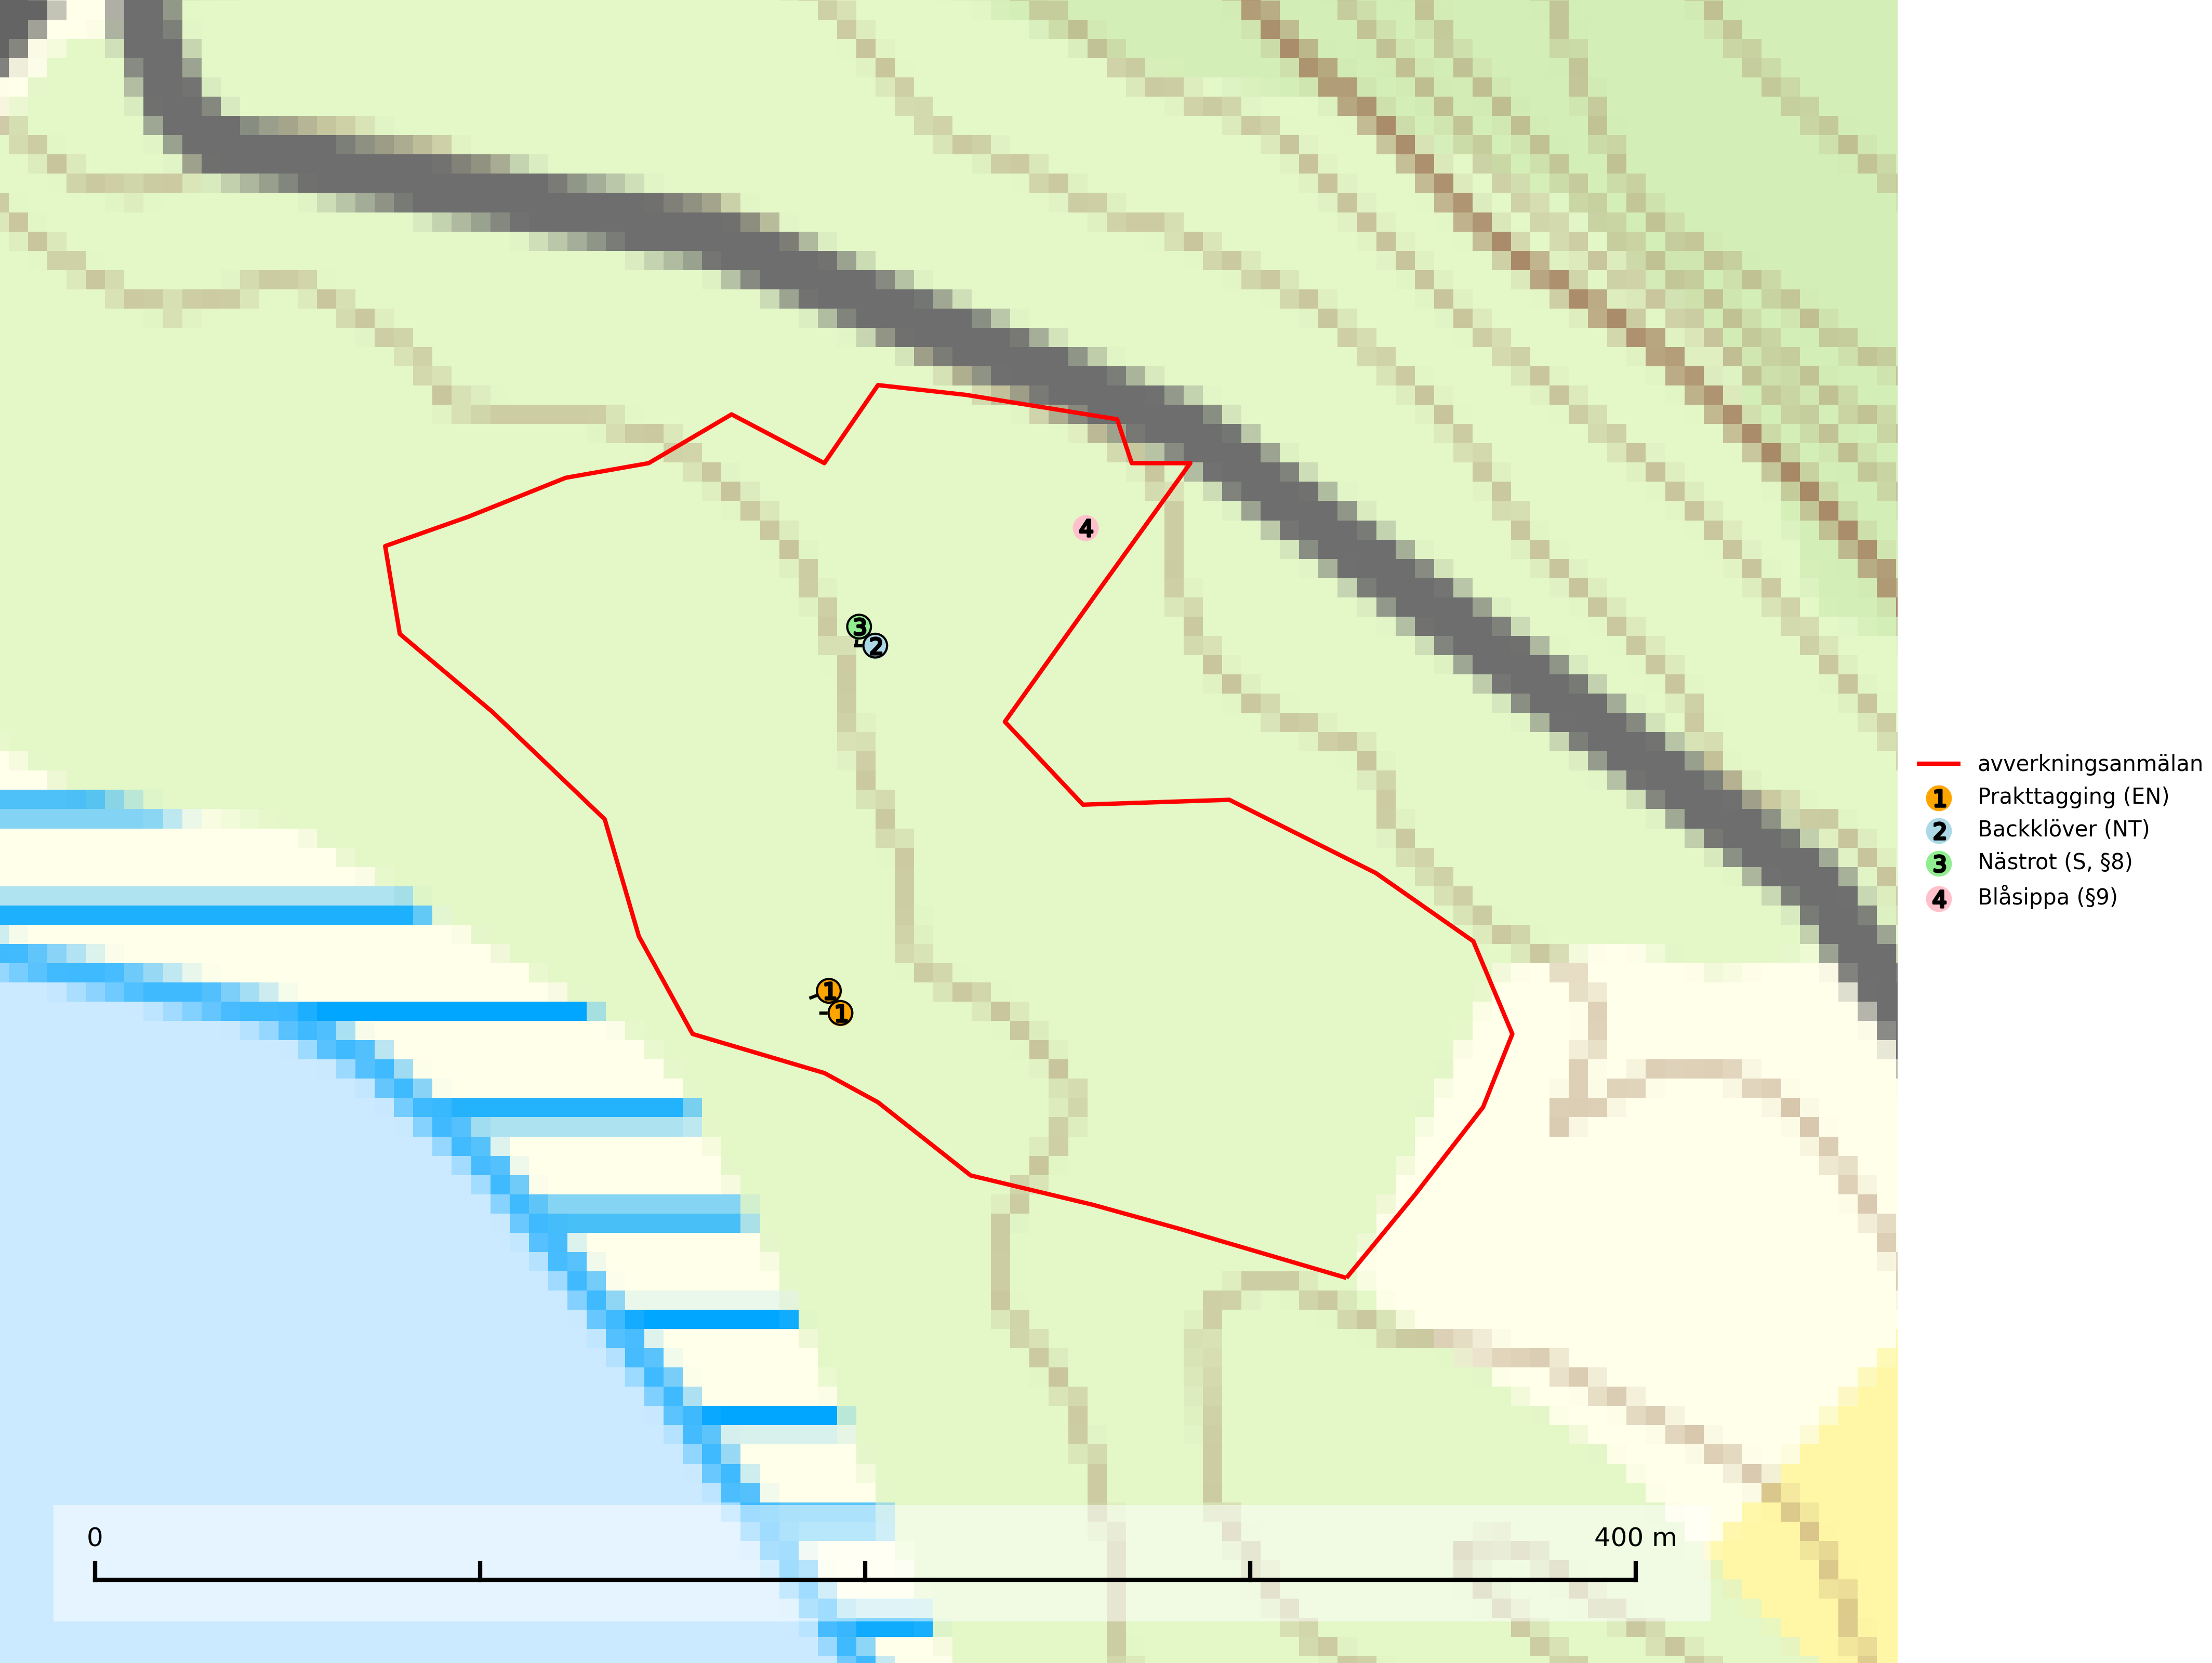 4
3
2
1
1
avverkningsanmälan
1 Prakttagging (EN)
2 Backklöver (NT)
3 Nästrot (S, §8)
4 Blåsippa (§9)
0 400 m